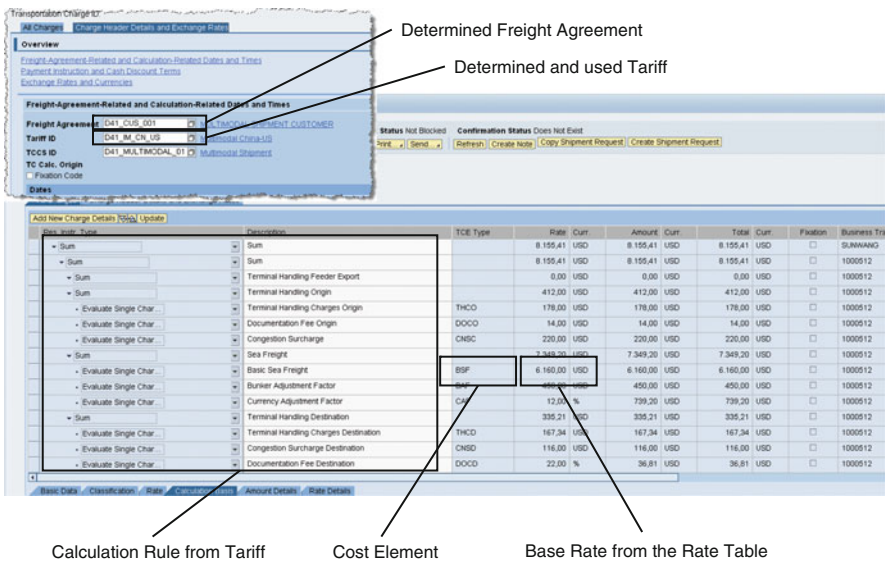 Transportation Charge ID:
All Charges Charge Header Details and Exchange Rates
Overview
Freight-Agreement-Related and Calculation-Related Dates and Times
Payment Instruction and Cash Discount Terms
Exchange Rates and Currencies
Freight-Agreement-Related and Calculation-Related Dates and Times
Freight Agreement D41_CUS_001 MULTIMODAL SHIPMENT CUSTOMER
Tariff ID D41_IM_CN_US China-US
TCCS ID D41_MULTIMODAL_01 Multimodal Shipment
TC Calc. Origin
Fixation Code
Dates
Determined Freight Agreement
Determined and used Tariff
Status Not Blocked Confirmation Status Does Not Exist
Print... Send... Refresh Create Note Copy Shipment Request Create Shipment Request
Add New Charge Details Update
Res. Instr. Type Description TCE Type Rate Curr. Amount Curr. Total Curr. Fixation Business Tra
Sum Sum 8.155,41 USD 8.155,41 USD 8.155,41 USD SUNWANG
Sum Sum 8.155,41 USD 8.155,41 USD 8.155,41 USD 1000512
Sum Terminal Handling Feeder Export 0,00 USD 0,00 USD 0,00 USD 1000512
Sum Terminal Handling Origin 412,00 USD 412,00 USD 412,00 USD 1000512
Evaluate Single Char... Terminal Handling Charges Origin THCO 178,00 USD 178,00 USD 178,00 USD 1000512
Evaluate Single Char... Documentation Fee Origin DOCO 14,00 USD 14,00 USD 14,00 USD 1000512
Evaluate Single Char... Congestion Surcharge CNSC 220,00 USD 220,00 USD 220,00 USD 1000512
Sum Sea Freight 7.349,20 USD 7.349,20 USD 7.349,20 USD 1000512
Evaluate Single Char... Basic Sea Freight BSF 6.160,00 USD 6.160,00 USD 6.160,00 USD 1000512
Evaluate Single Char... Bunker Adjustment Factor BAF 450,00 USD 450,00 USD 450,00 USD 1000512
Evaluate Single Char... Currency Adjustment Factor CAF 12,00 % 739,20 USD 739,20 USD 1000512
Sum Terminal Handling Destination 335,21 USD 335,21 USD 335,21 USD 1000512
Evaluate Single Char... Terminal Handling Charges Destination THCD 167,34 USD 167,34 USD 167,34 USD 1000512
Evaluate Single Char... Congestion Surcharge Destination CNSD 116,00 USD 116,00 USD 116,00 USD 1000512
Evaluate Single Char... Documentation Fee Destination DOCD 22,00 % 36,81 USD 36,81 USD 1000512
Basic Data Classification Rate Calculation Basis Amount Details Rate Details
Calculation Rule from Tariff
Cost Element
Base Rate from the Rate Table